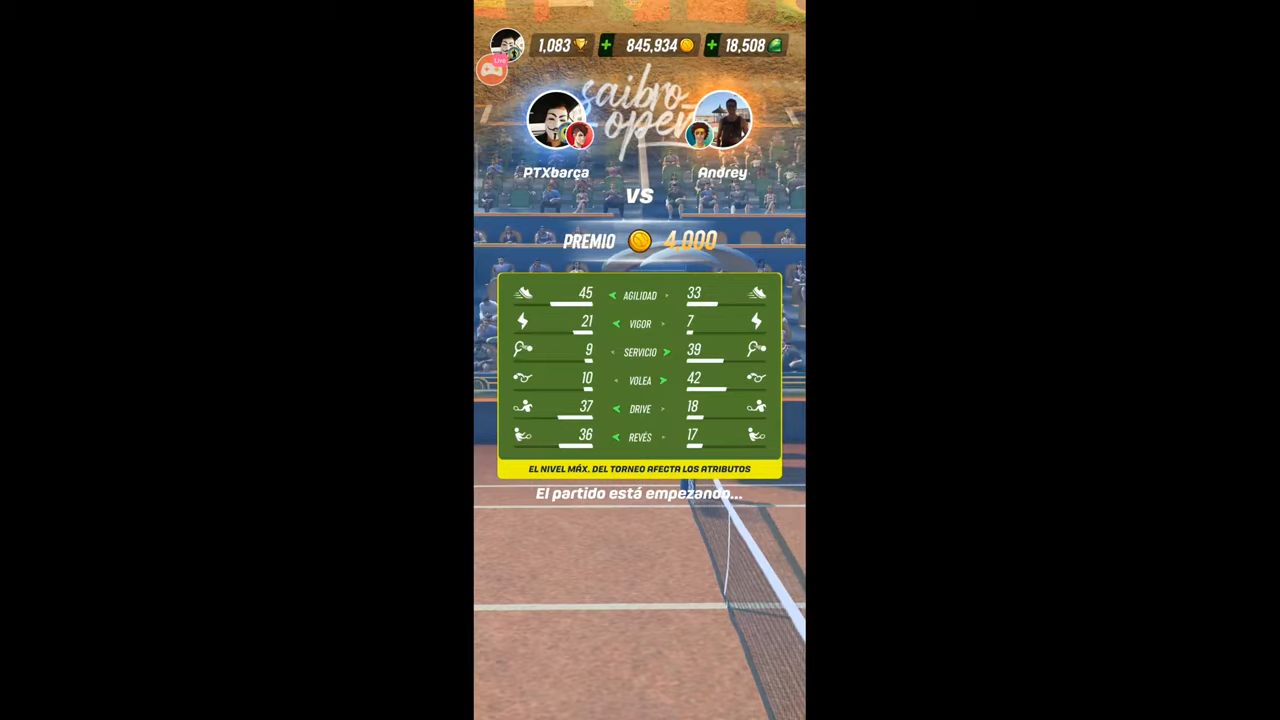 1,083 845,934 18,508
Live
saibro
open
PTXbarça Andrey
VS
PREMIO 4,000
45 AGILIDAD 33
21 VIGOR 7
9 SERVICIO 39
10 VOLEA 42
37 DRIVE 18
36 REVÉS 17
EL NIVEL MÁX. DEL TORNEO AFECTA LOS ATRIBUTOS
El partido está empezando...